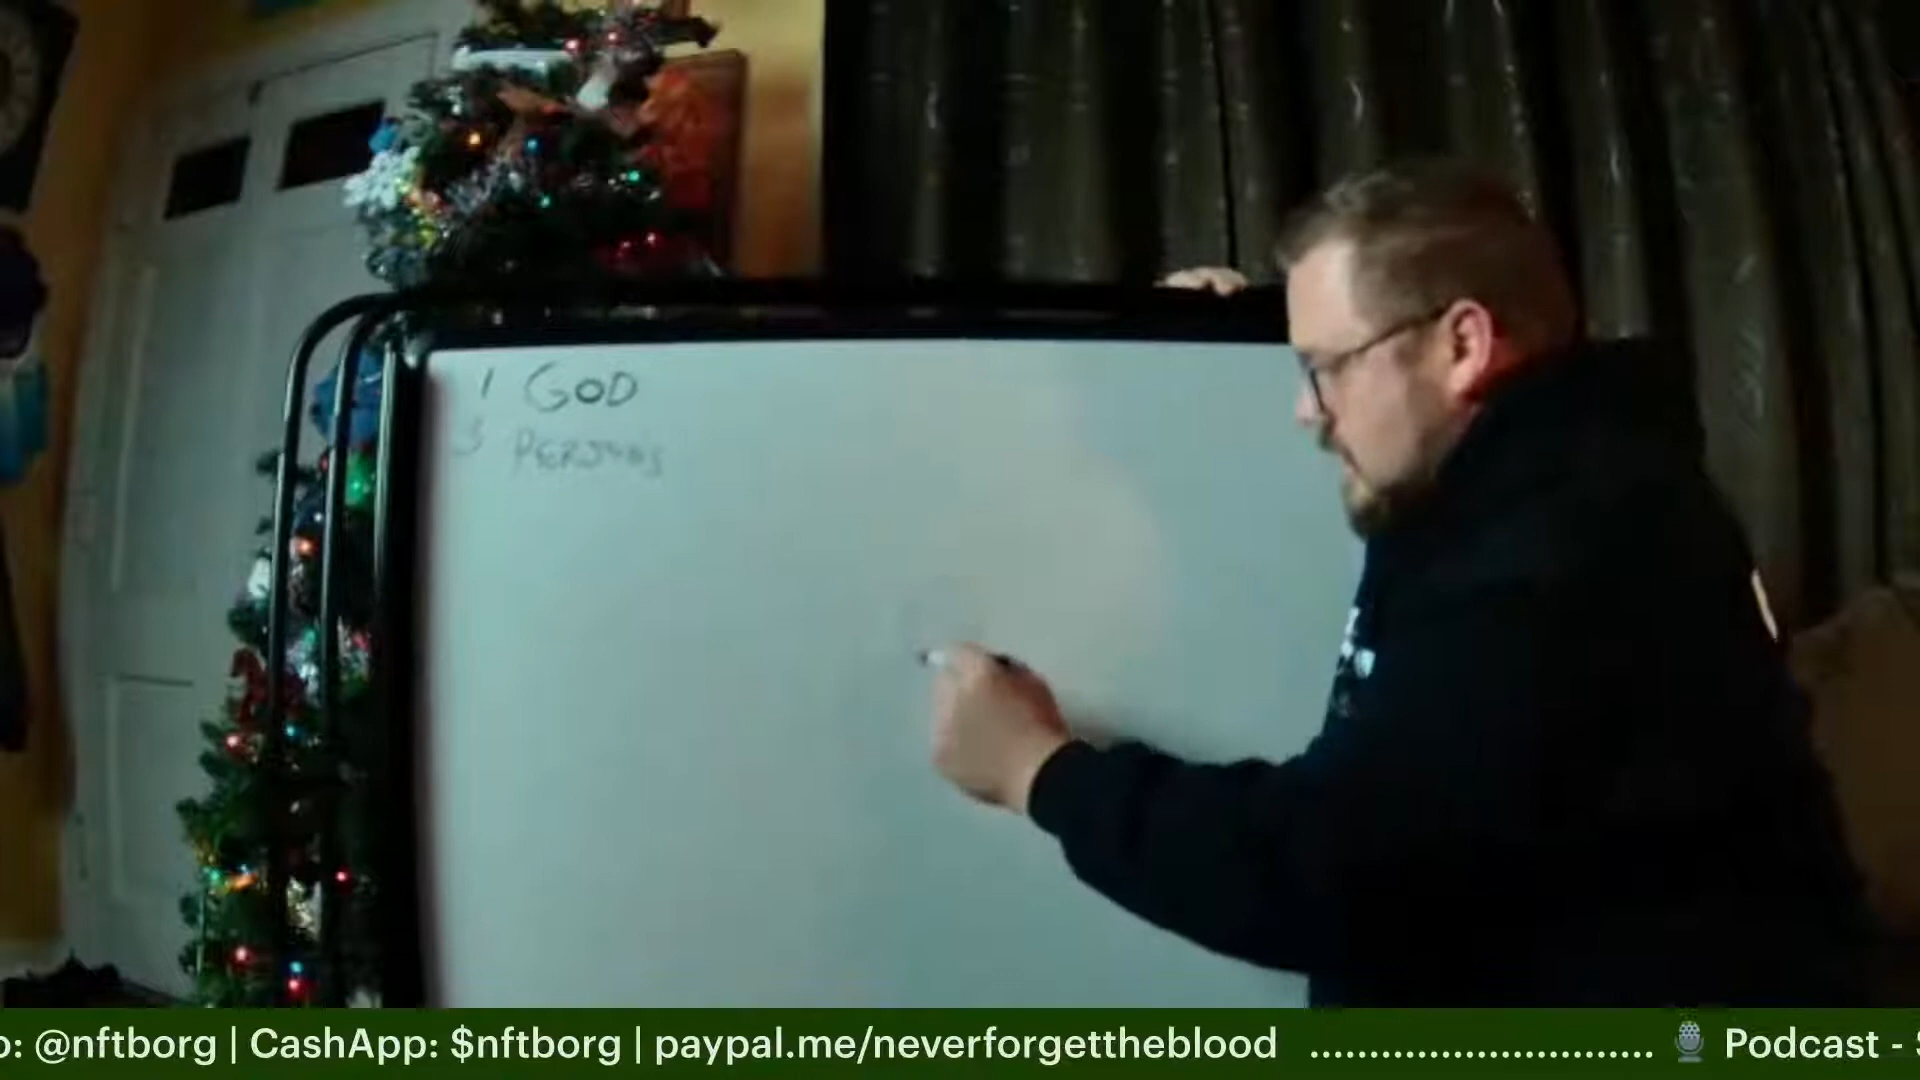 1 GOD
3 PERSONS
o: @nftborg | CashApp: $nftborg | paypal.me/neverforgettheblood ............................. 🎙️ Podcast - S